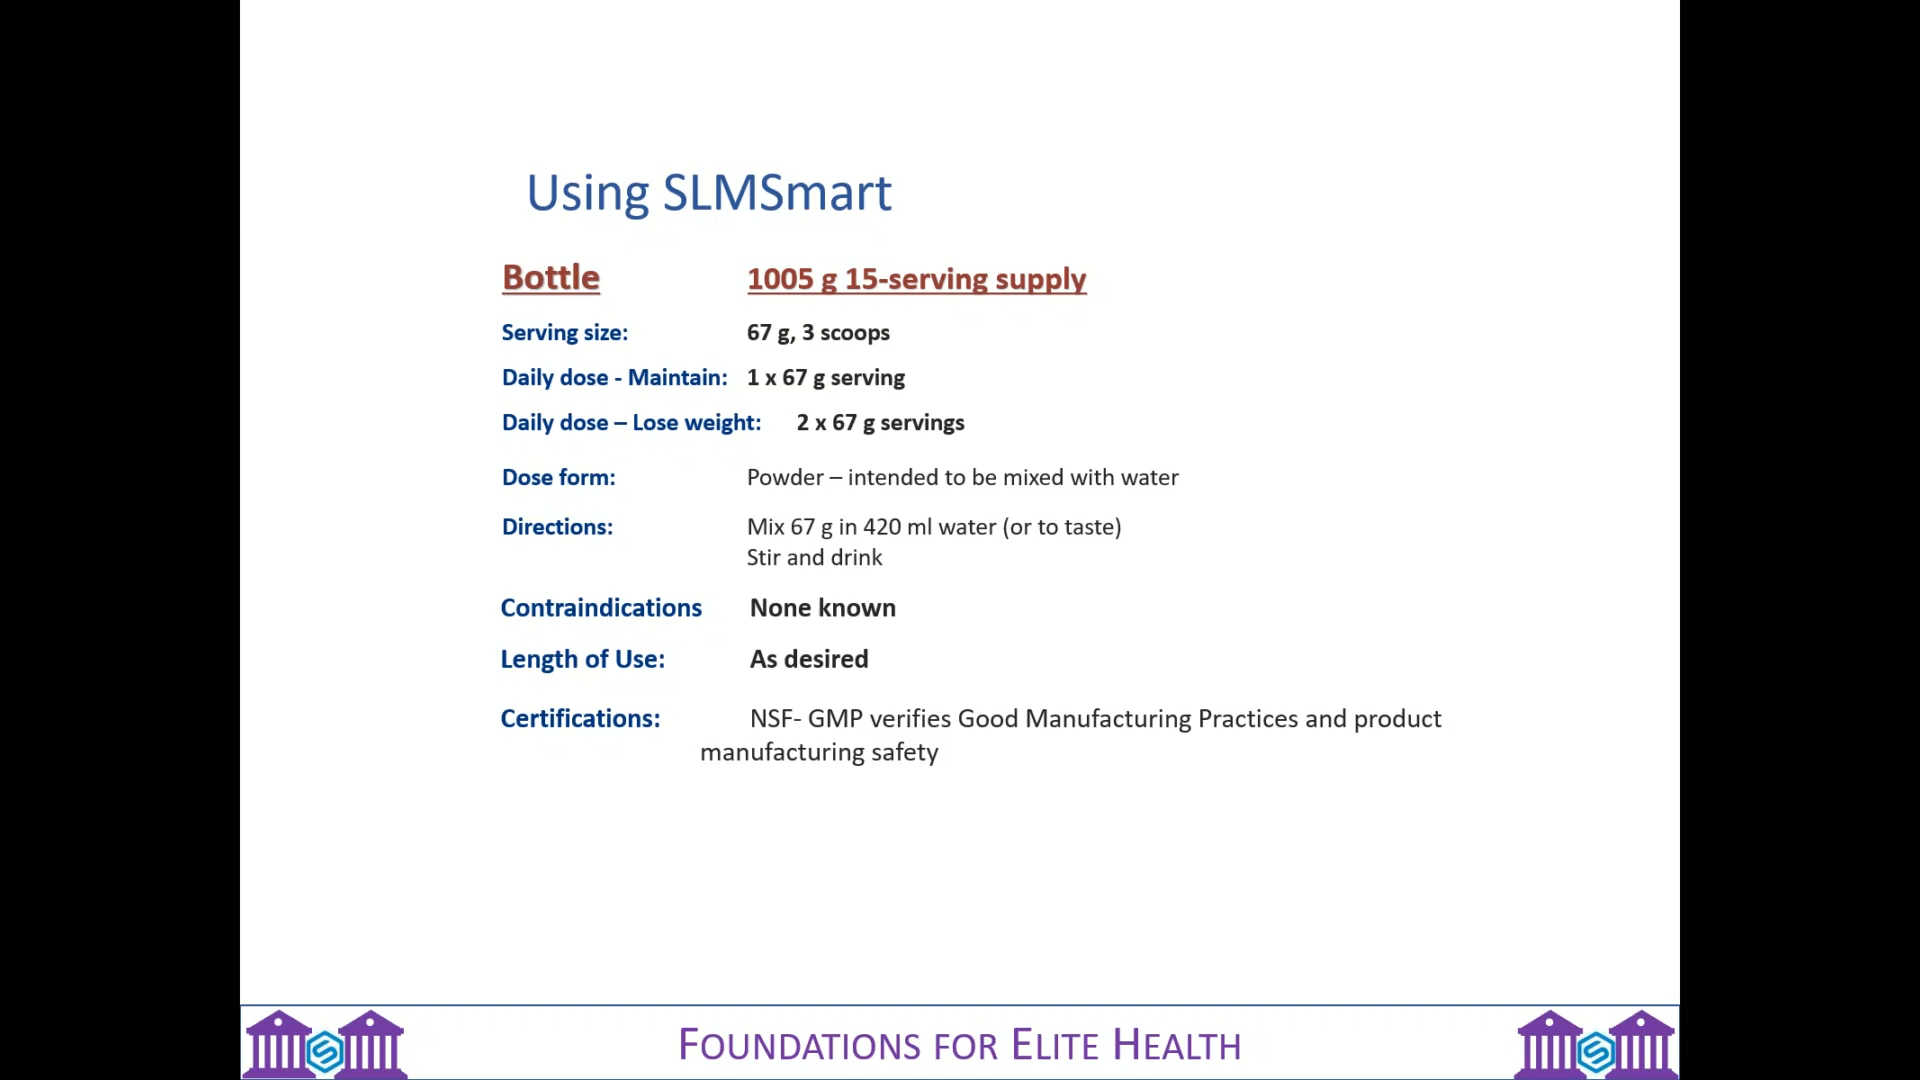 Using SLMSmart
Bottle 1005 g 15-serving supply
Serving size: 67 g, 3 scoops
Daily dose - Maintain: 1 x 67 g serving
Daily dose – Lose weight: 2 x 67 g servings
Dose form: Powder – intended to be mixed with water
Directions: Mix 67 g in 420 ml water (or to taste)
Stir and drink
Contraindications None known
Length of Use: As desired
Certifications: NSF- GMP verifies Good Manufacturing Practices and product
manufacturing safety
FOUNDATIONS FOR ELITE HEALTH